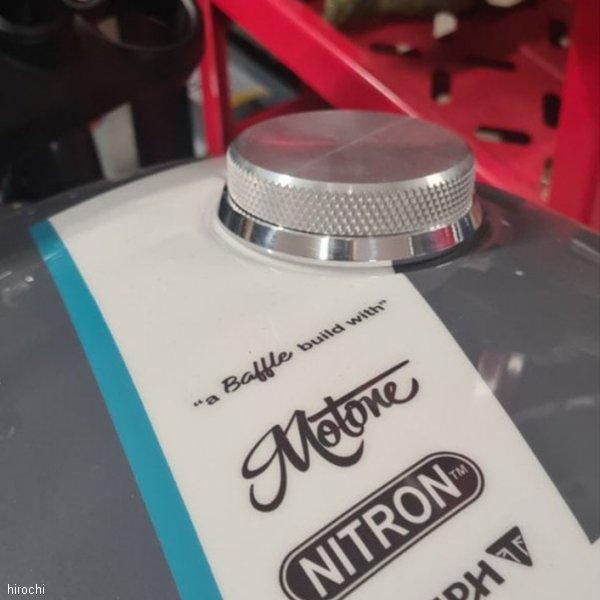 "a Baffle build with"
Motone
NITRON™
hirochi